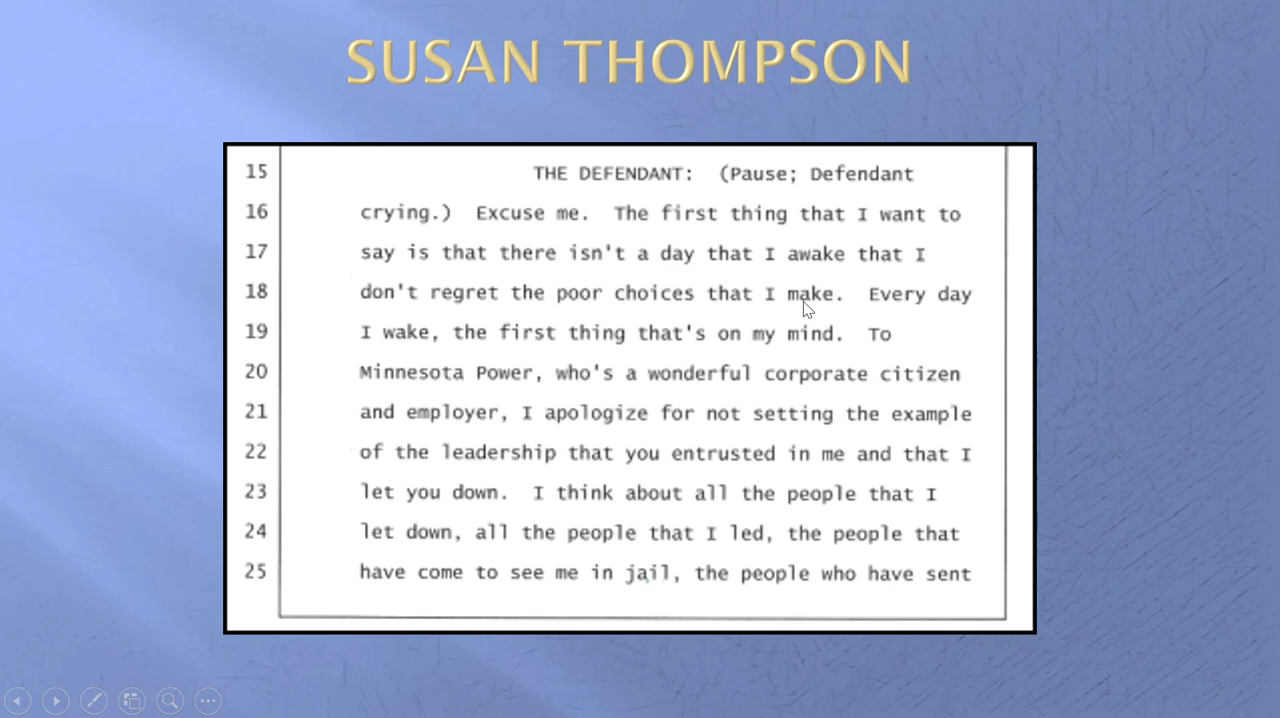 SUSAN THOMPSON
15 THE DEFENDANT: (Pause; Defendant
16 crying.) Excuse me. The first thing that I want to
17 say is that there isn't a day that I awake that I
18 don't regret the poor choices that I make. Every day
19 I wake, the first thing that's on my mind. To
20 Minnesota Power, who's a wonderful corporate citizen
21 and employer, I apologize for not setting the example
22 of the leadership that you entrusted in me and that I
23 let you down. I think about all the people that I
24 let down, all the people that I led, the people that
25 have come to see me in jail, the people who have sent